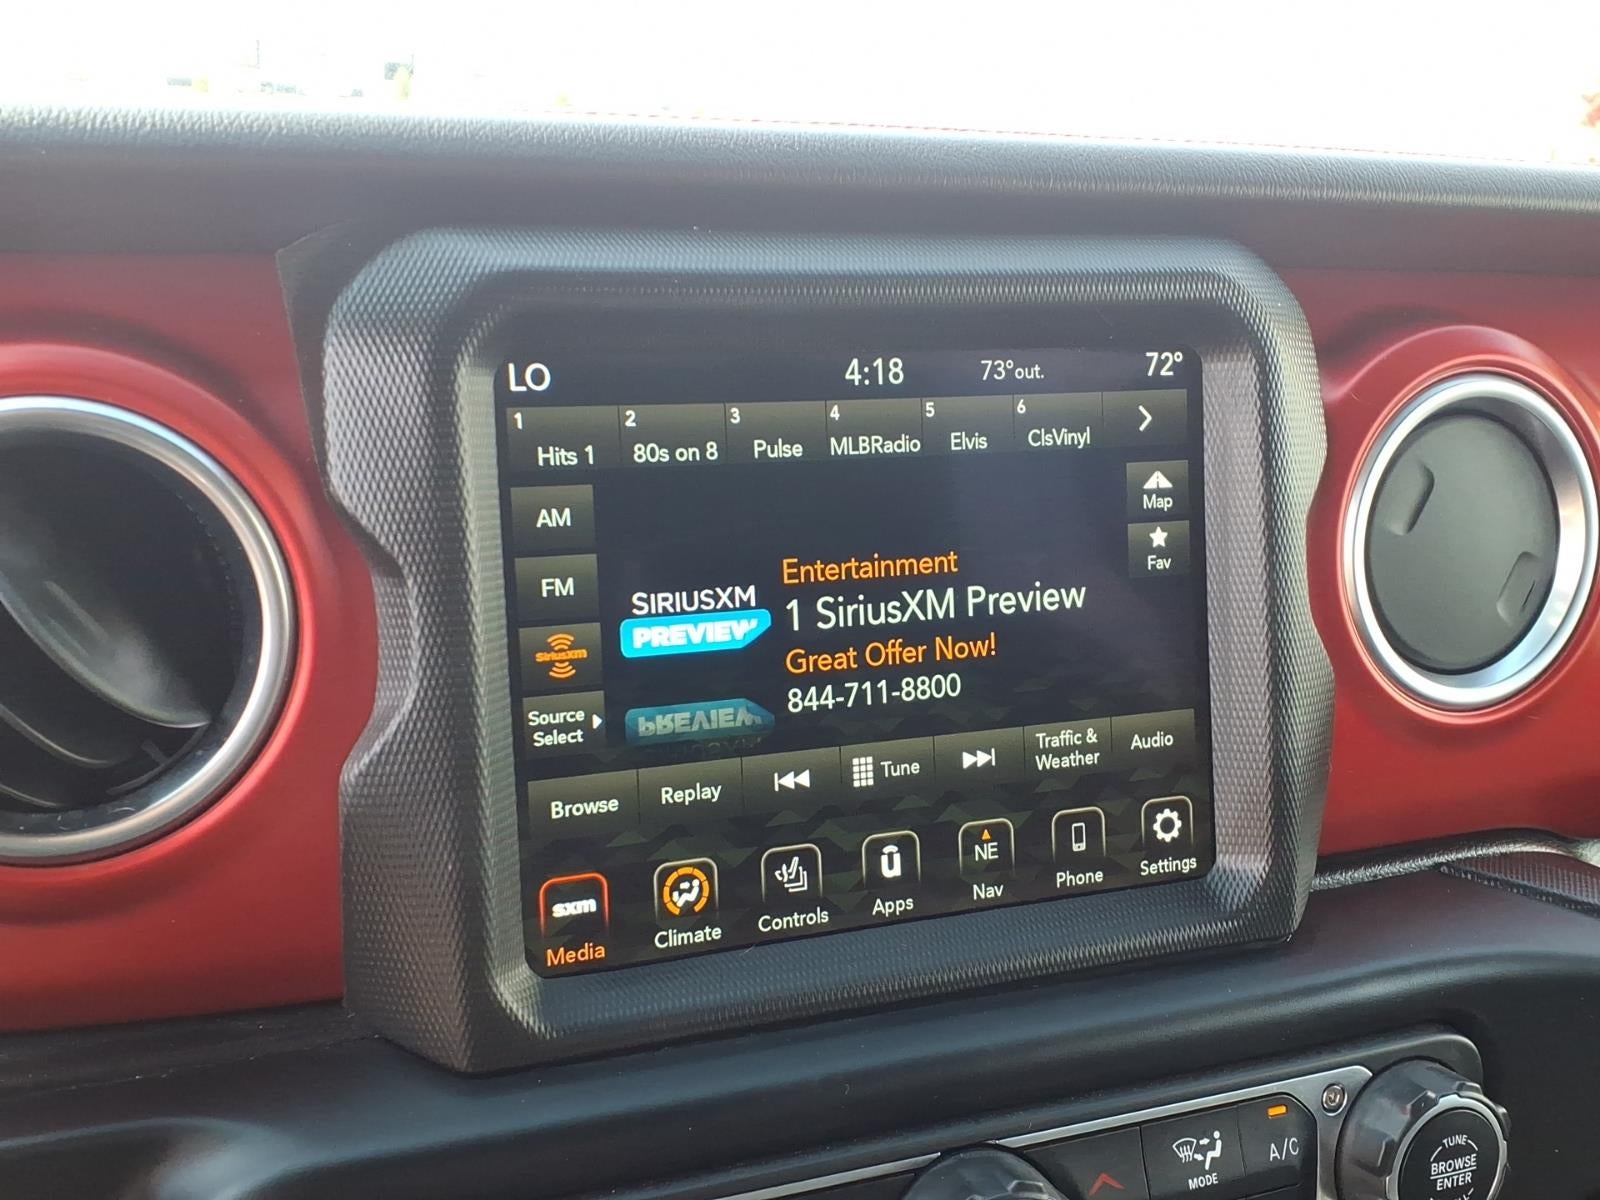 LO 4:18 73°out. 72°
1 2 3 4 5 6
Hits 1 80s on 8 Pulse MLBRadio Elvis ClsVinyl
AM
FM
SiriusXM
Source
Select
Map
Fav
SIRIUSXM
PREVIEW
Entertainment
1 SiriusXM Preview
Great Offer Now!
844-711-8800
Browse Replay Tune Traffic &
Weather Audio
sxm
Media
Climate
Controls
Apps
NE
Nav
Phone
Settings
MODE
A/C
TUNE
BROWSE
ENTER